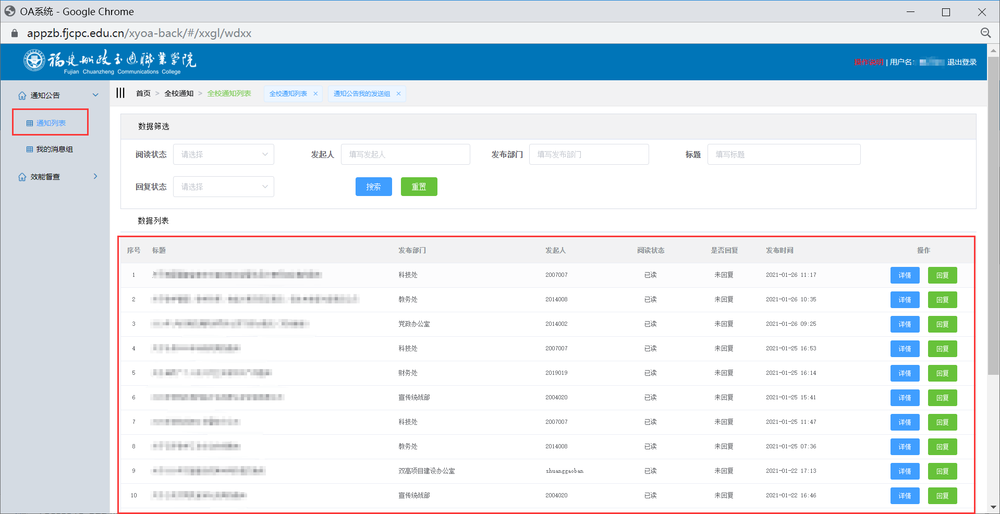 OA系统 - Google Chrome
appzb.fjcpc.edu.cn/xyoa-back/#/xxgl/wdxx
福建船政交通職業学院
Fujian Chuanzheng Communications College
操作说明 | 用户名: 退出登录
通知公告
通知列表
我的消息组
效能督查
首页 > 全校通知 > 全校通知列表 全校通知列表 × 通知公告我的发送组 ×
数据筛选
阅读状态 请选择 发起人 填写发起人 发布部门 填写发布部门 标题 填写标题
回复状态 请选择 搜索 重置
数据列表
序号 标题 发布部门 发起人 阅读状态 是否回复 发布时间 操作
1 科技处 2007007 已读 未回复 2021-01-26 11:17 详情 回复
2 教务处 2014008 已读 未回复 2021-01-26 10:35 详情 回复
3 党政办公室 2014002 已读 未回复 2021-01-26 09:25 详情 回复
4 科技处 2007007 已读 未回复 2021-01-25 16:53 详情 回复
5 财务处 2019019 已读 未回复 2021-01-25 16:14 详情 回复
6 宣传统战部 2004020 已读 未回复 2021-01-25 15:41 详情 回复
7 科技处 2007007 已读 未回复 2021-01-25 11:47 详情 回复
8 教务处 2014008 已读 未回复 2021-01-25 07:36 详情 回复
9 双高项目建设办公室 shuanggaoban 已读 未回复 2021-01-22 17:13 详情 回复
10 宣传统战部 2004020 已读 未回复 2021-01-22 16:46 详情 回复